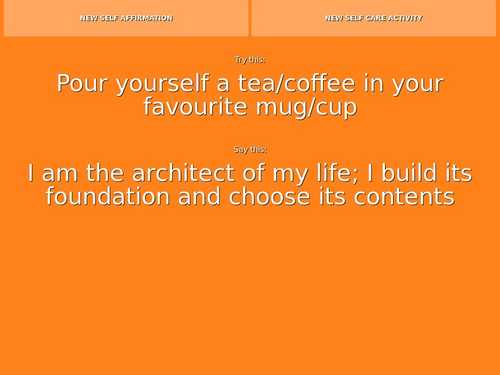 NEW SELF AFFIRMATION
NEW SELF CARE ACTIVITY
Try this:
Pour yourself a tea/coffee in your
favourite mug/cup
Say this:
I am the architect of my life; I build its
foundation and choose its contents